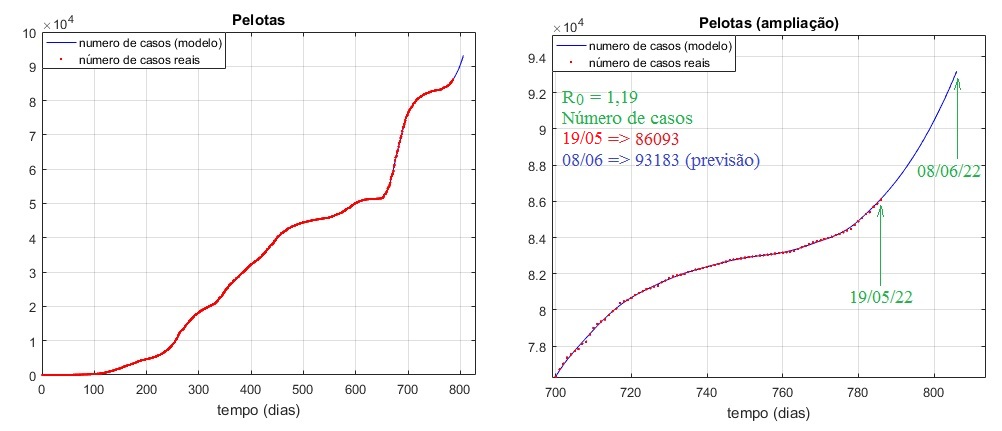 Pelotas
×10⁴
numero de casos (modelo)
número de casos reais
10
9
8
7
6
5
4
3
2
1
0
0 100 200 300 400 500 600 700 800
tempo (dias)
Pelotas (ampliação)
×10⁴
numero de casos (modelo)
número de casos reais
R0 = 1,19
Número de casos
19/05 => 86093
08/06 => 93183 (previsão)
08/06/22
19/05/22
9.4
9.2
9
8.8
8.6
8.4
8.2
8
7.8
700 720 740 760 780 800
tempo (dias)